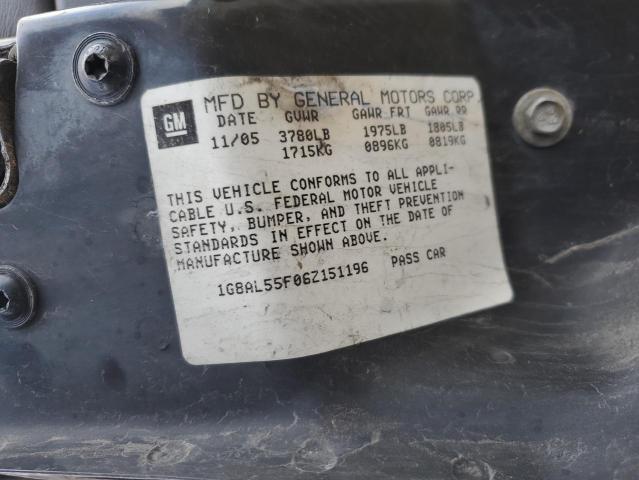 GM
MFD BY GENERAL MOTORS CORP
DATE GVWR GAWR FRT GAWR RR
11/05 3780LB 1975LB 1805LB
1715KG 0896KG 0819KG
THIS VEHICLE CONFORMS TO ALL APPLI-
CABLE U.S. FEDERAL MOTOR VEHICLE
SAFETY, BUMPER, AND THEFT PREVENTION
STANDARDS IN EFFECT ON THE DATE OF
MANUFACTURE SHOWN ABOVE.
1G8AL55F06Z151196 PASS CAR